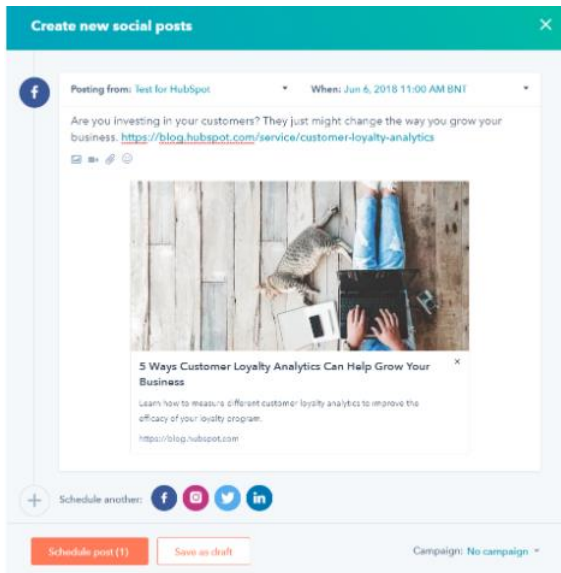 Create new social posts
Posting from: Test for HubSpot
When: Jun 6, 2018 11:00 AM BNT
Are you investing in your customers? They just might change the way you grow your
business. https://blog.hubspot.com/service/customer-loyalty-analytics
5 Ways Customer Loyalty Analytics Can Help Grow Your
Business
Learn how to measure different customer loyalty analytics to improve the
efficacy of your loyalty program.
https://blog.hubspot.com
Schedule another:
Schedule post (1)
Save as draft
Campaign: No campaign